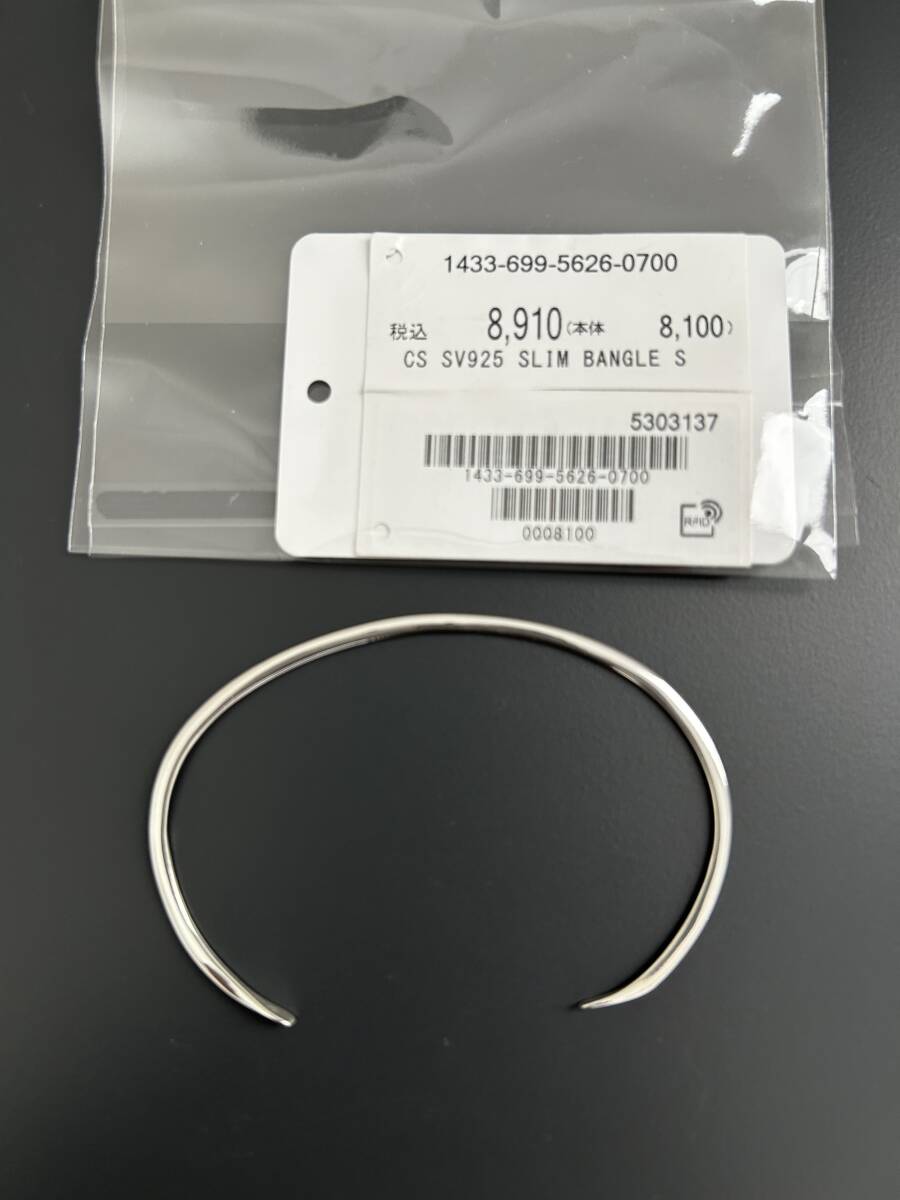 1433-699-5626-0700
税込 8,910 (本体 8,100)
CS SV925 SLIM BANGLE S
5303137
1433-699-5626-0700
0008100
RFID